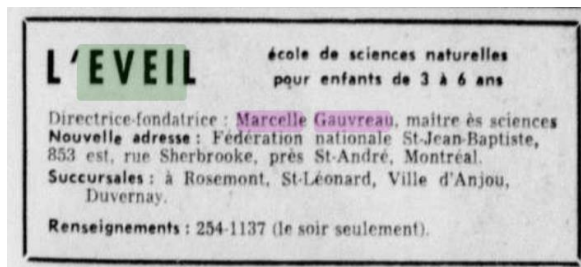 L'EVEIL
école de sciences naturelles
pour enfants de 3 à 6 ans
Directrice-fondatrice : Marcelle Gauvreau, maître ès sciences
Nouvelle adresse : Fédération nationale St-Jean-Baptiste,
853 est, rue Sherbrooke, près St-André, Montréal.
Succursales : à Rosemont, St-Léonard, Ville d'Anjou,
Duvernay.
Renseignements : 254-1137 (le soir seulement).